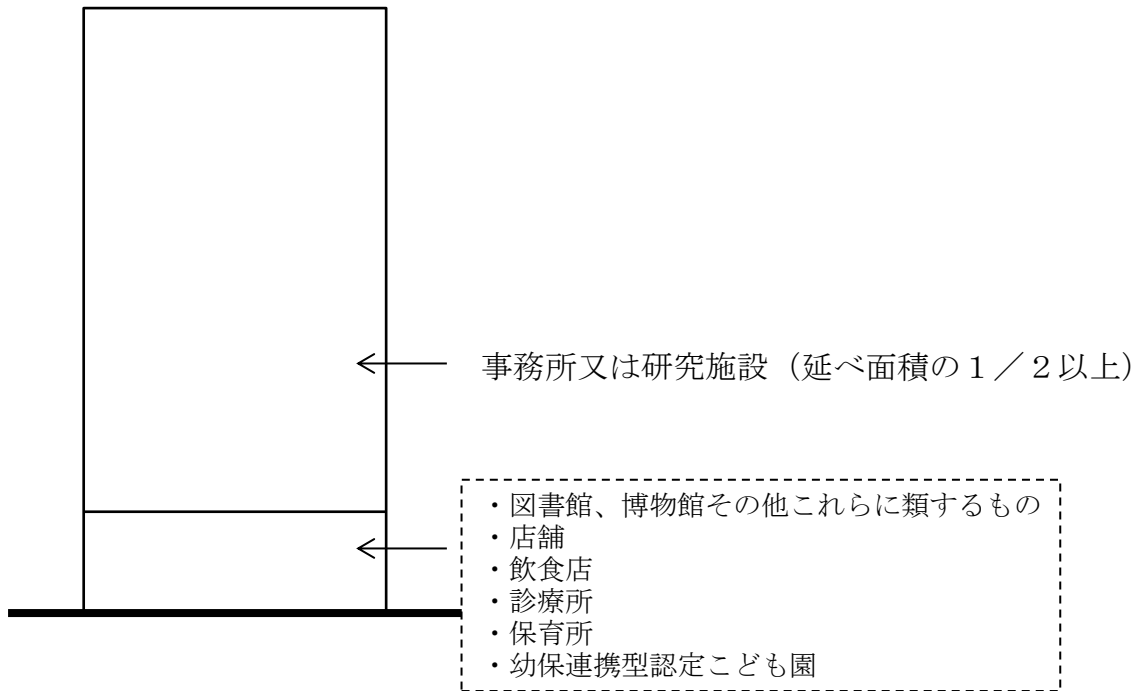 事務所又は研究施設（延べ面積の１／２以上）
・図書館、博物館その他これらに類するもの
・店舗
・飲食店
・診療所
・保育所
・幼保連携型認定こども園